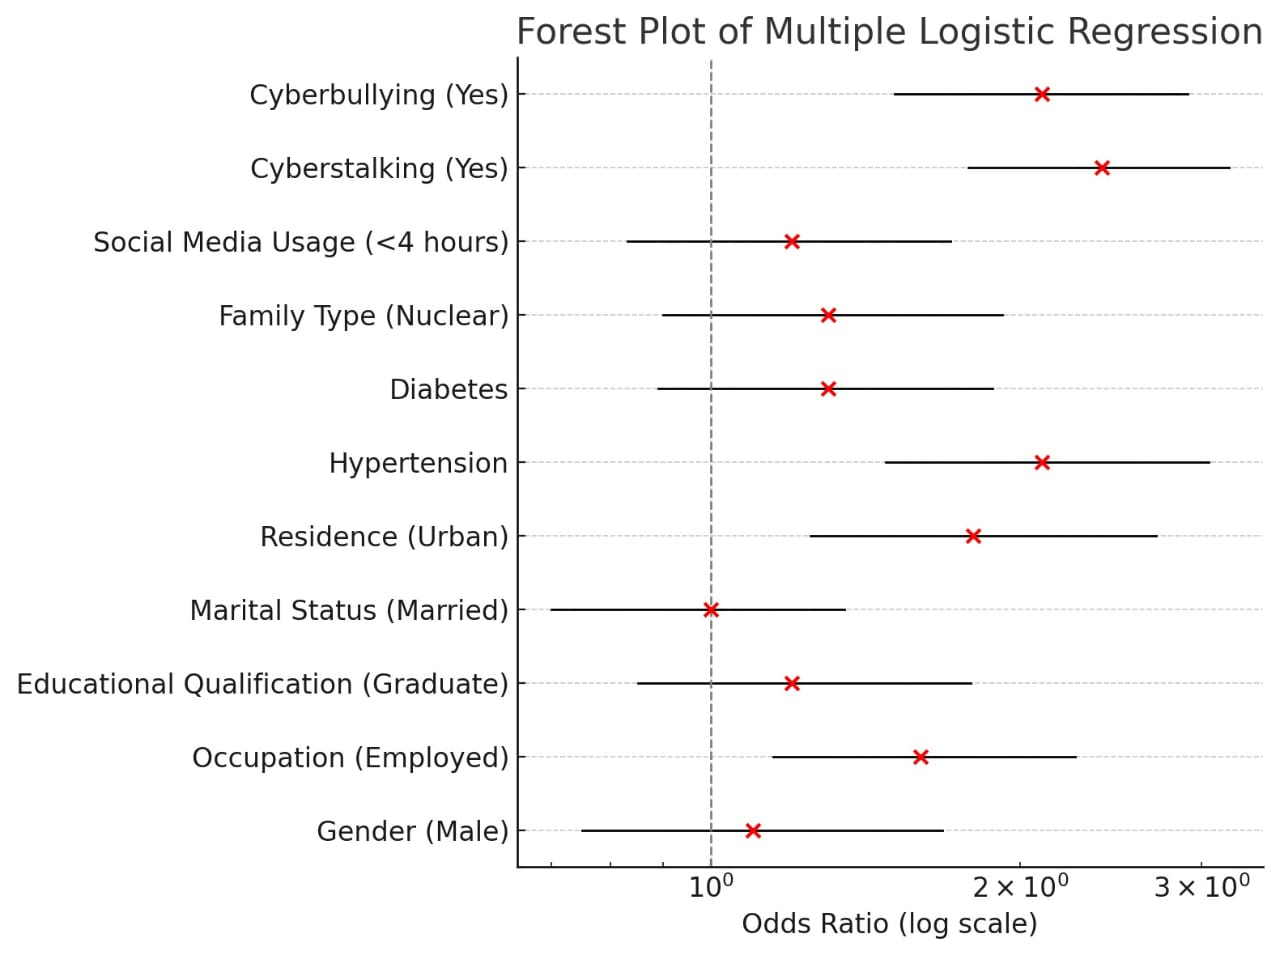 Forest Plot of Multiple Logistic Regression
Cyberbullying (Yes)
Cyberstalking (Yes)
Social Media Usage (<4 hours)
Family Type (Nuclear)
Diabetes
Hypertension
Residence (Urban)
Marital Status (Married)
Educational Qualification (Graduate)
Occupation (Employed)
Gender (Male)
10⁰ 2 × 10⁰ 3 × 10⁰
Odds Ratio (log scale)